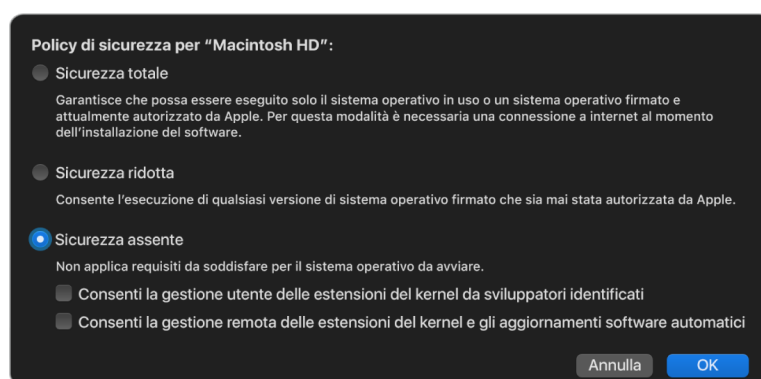 Policy di sicurezza per “Macintosh HD”:
Sicurezza totale
Garantisce che possa essere eseguito solo il sistema operativo in uso o un sistema operativo firmato e
attualmente autorizzato da Apple. Per questa modalità è necessaria una connessione a internet al momento
dell’installazione del software.
Sicurezza ridotta
Consente l’esecuzione di qualsiasi versione di sistema operativo firmato che sia mai stata autorizzata da Apple.
Sicurezza assente
Non applica requisiti da soddisfare per il sistema operativo da avviare.
Consenti la gestione utente delle estensioni del kernel da sviluppatori identificati
Consenti la gestione remota delle estensioni del kernel e gli aggiornamenti software automatici
Annulla OK